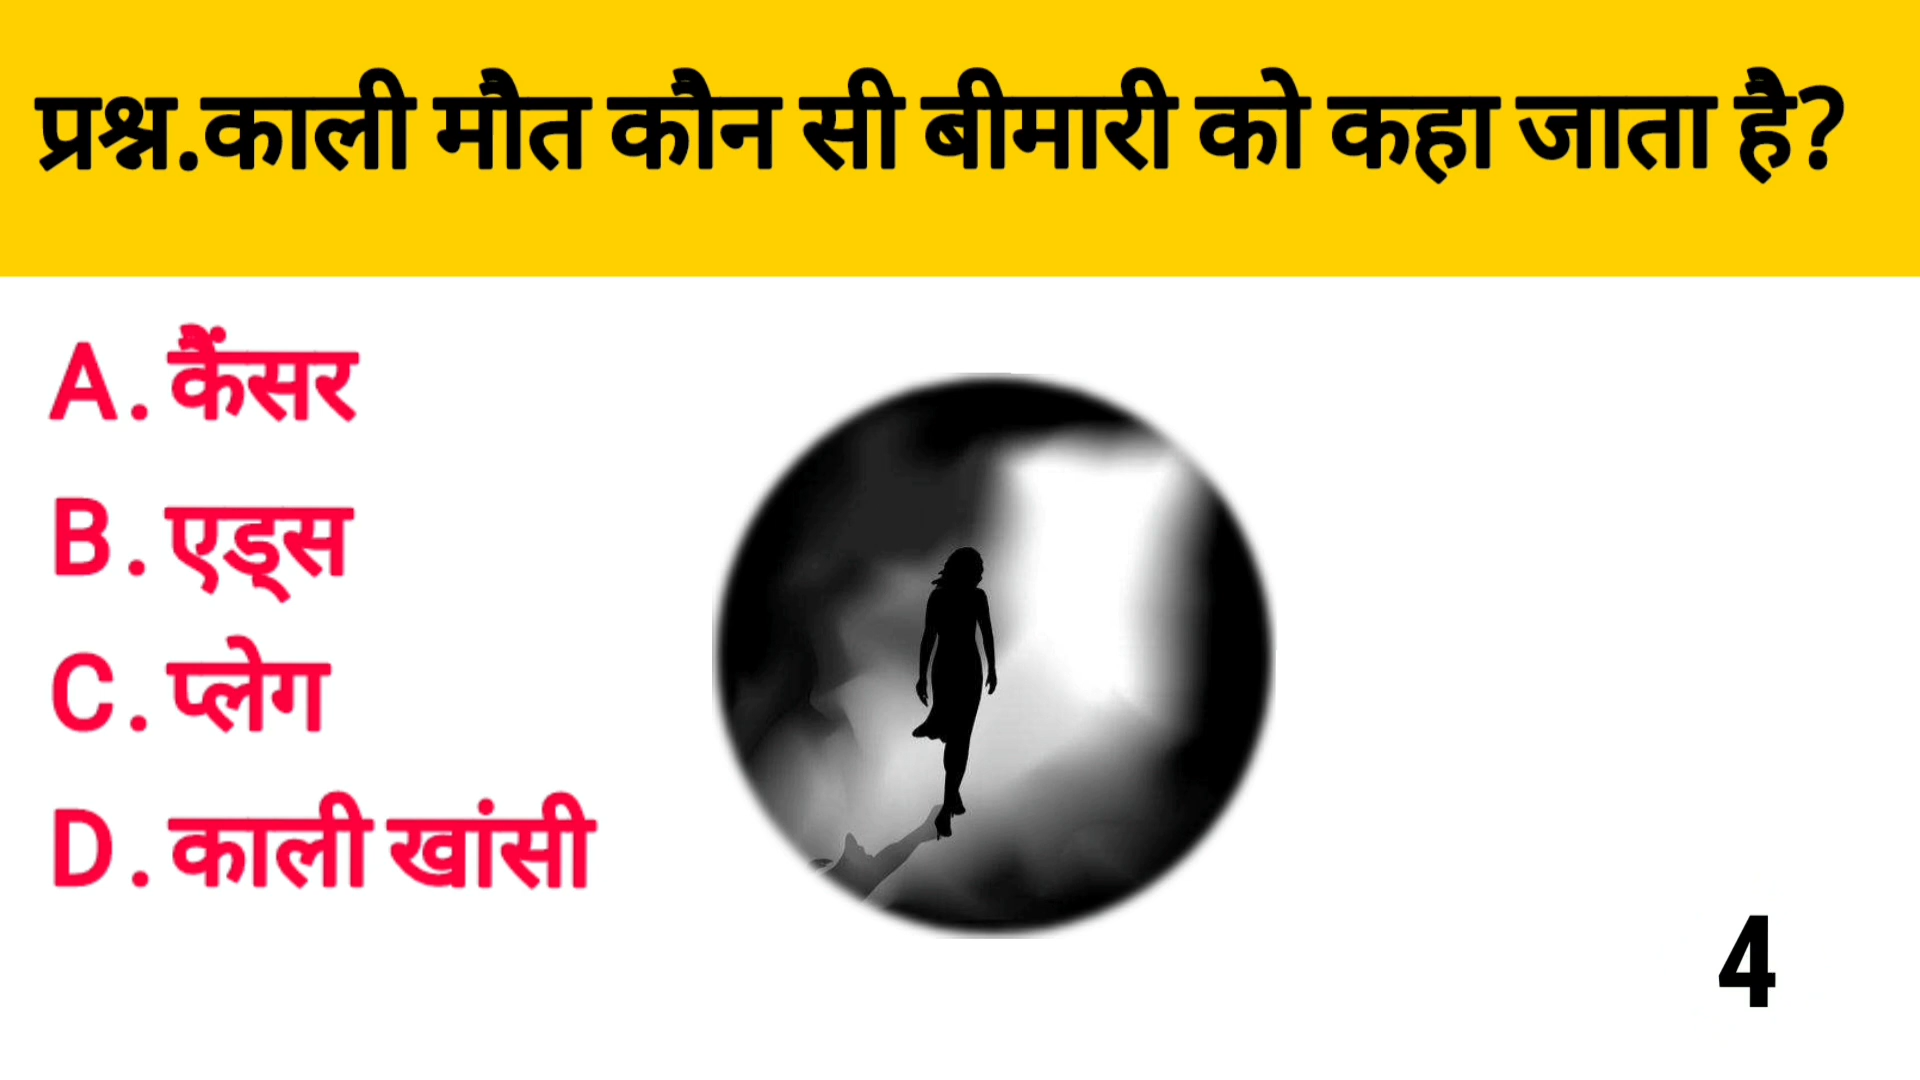 प्रश्न.काली मौत कौन सी बीमारी को कहा जाता है?
A. कैंसर
B. एड्स
C. प्लेग
D. काली खांसी
4